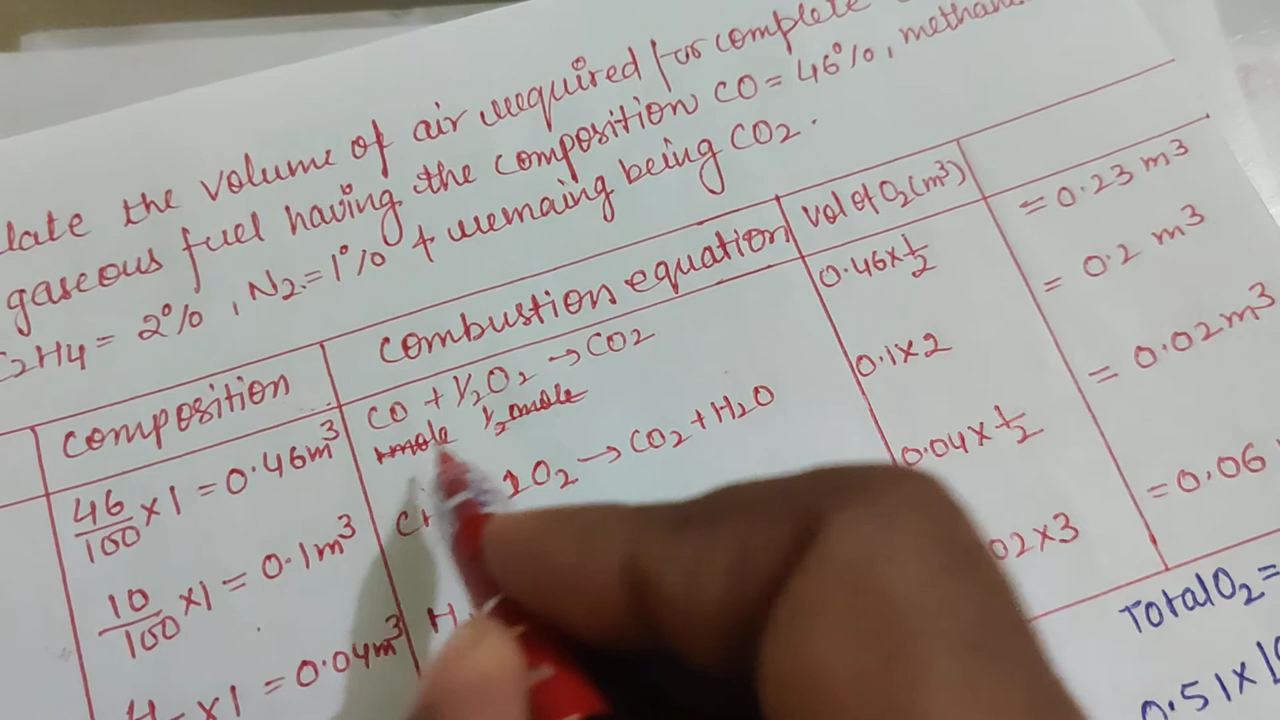 late the volume of air required for complete
gaseous fuel having the composition CO = 46%, methan
C2H4 = 2%, N2 = 1% + remaing being CO2.
composition combustion equation vol of O2 (m³)
46/100 × 1 = 0.46m³ CO + 1/2 O2 → CO2 0.46 × 1/2 = 0.23 m³
1mole 1/2 mole
10/100 × 1 = 0.1m³ 2O2 → CO2 + H2O 0.1 × 2 = 0.2 m³
× 1 = 0.04m³ H 0.04 × 1/2 = 0.02 m³
02 × 3 = 0.06
Total O2 =
0.51 × 10